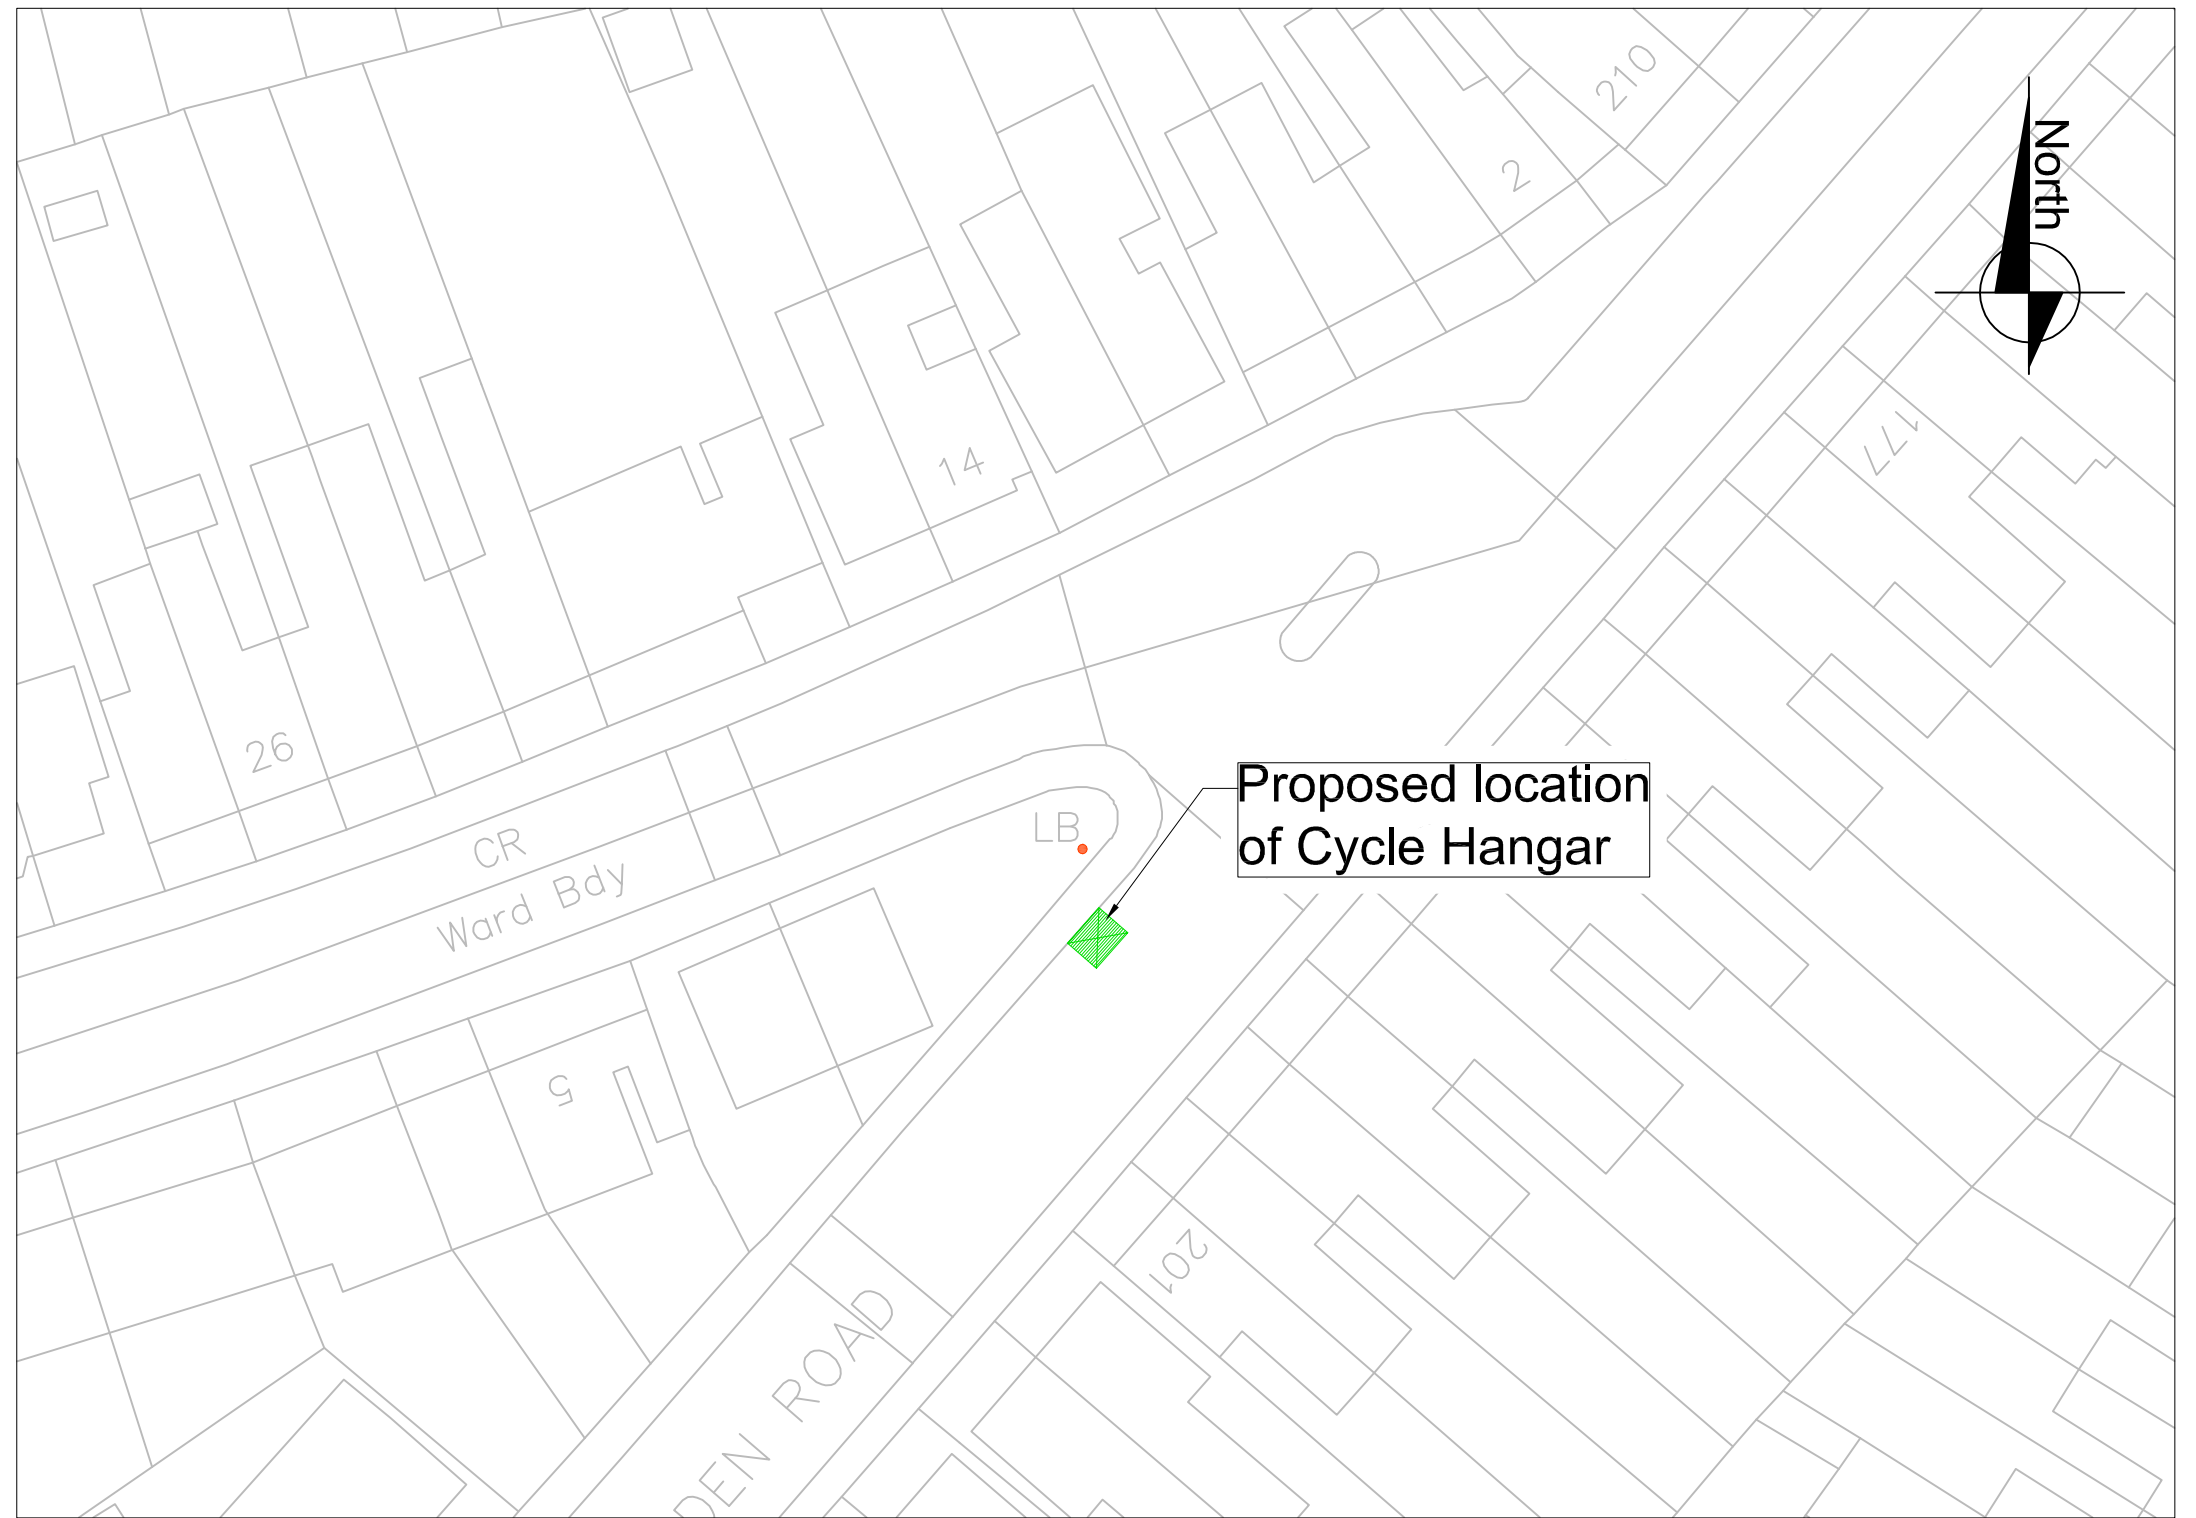 210
North
2
177
14
26
Proposed location
of Cycle Hangar
LB
CR
Ward Bdy
5
201
DEN ROAD